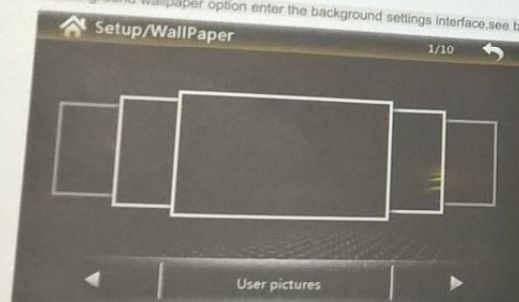 wallpaper option enter the background settings interface,see
Setup/WallPaper
1/10
User pictures